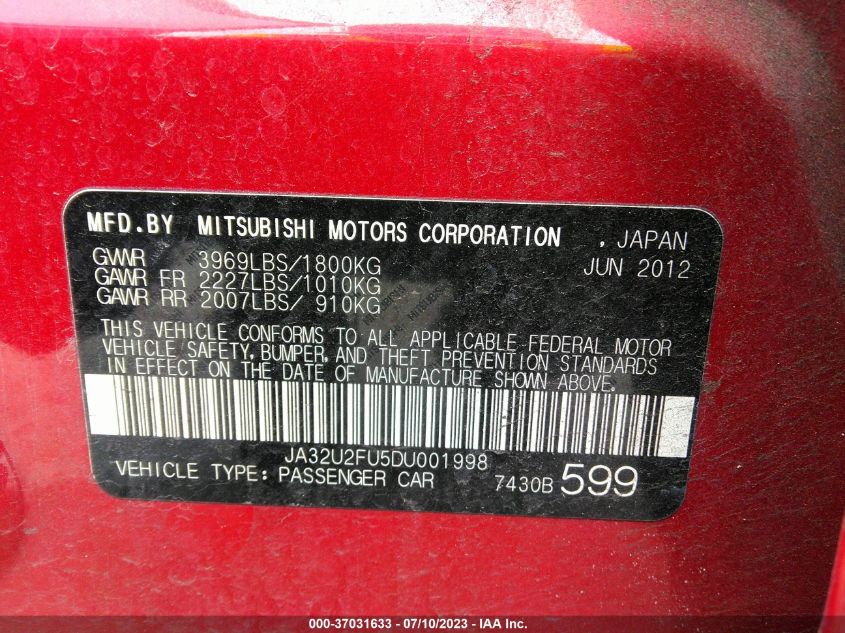 MFD.BY MITSUBISHI MOTORS CORPORATION , JAPAN
GVWR 3969LBS/1800KG JUN 2012
GAWR FR 2227LBS/1010KG
GAWR RR 2007LBS/ 910KG
THIS VEHICLE CONFORMS TO ALL APPLICABLE FEDERAL MOTOR
VEHICLE SAFETY, BUMPER, AND THEFT PREVENTION STANDARDS
IN EFFECT ON THE DATE OF MANUFACTURE SHOWN ABOVE.
JA32U2FU5DU001998
VEHICLE TYPE: PASSENGER CAR 7430B 599
000-37031633 - 07/10/2023 - IAA Inc.